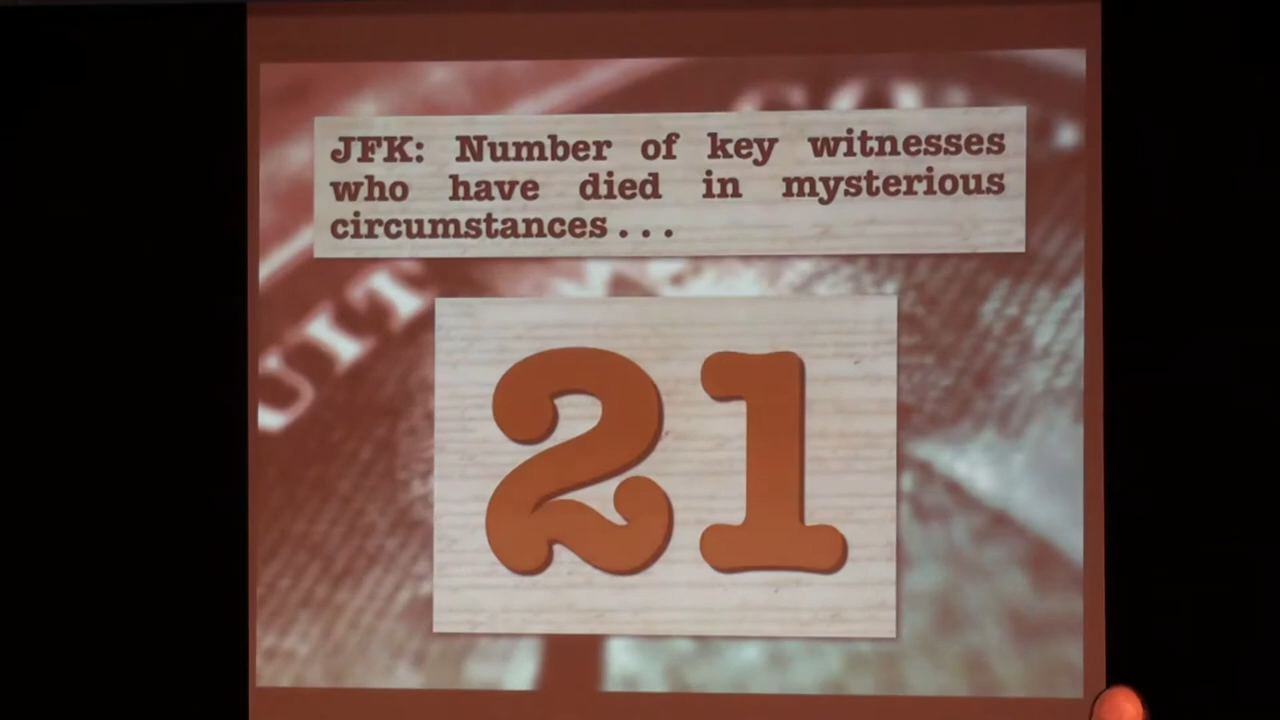 JFK: Number of key witnesses
who have died in mysterious
circumstances...
21